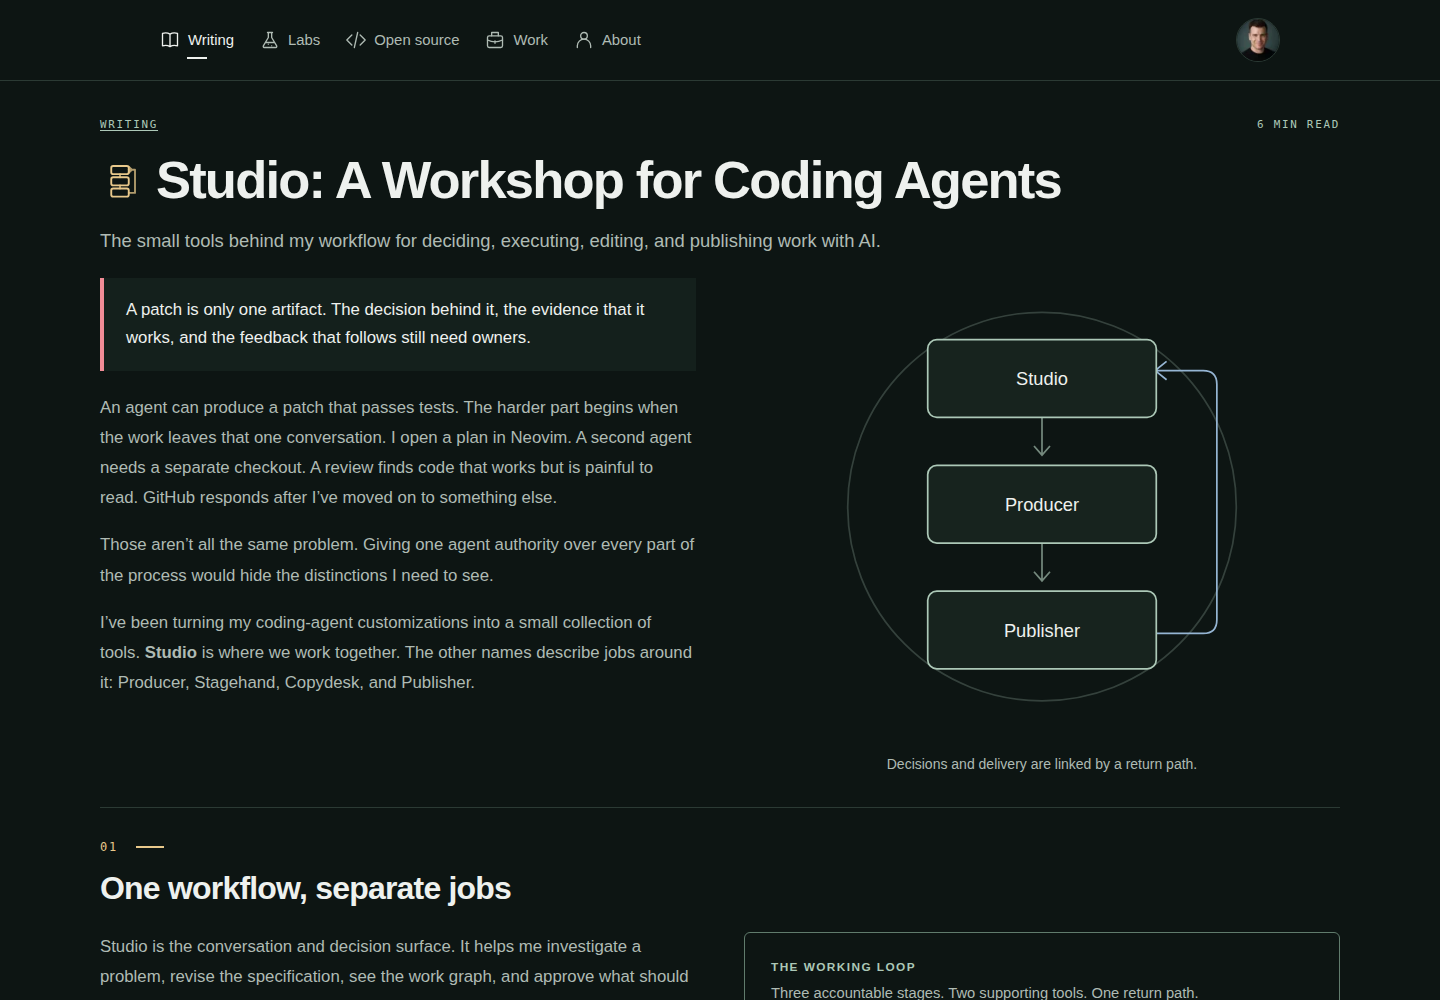 Writing
Labs
Open source
Work
About
WRITING
6 MIN READ
Studio: A Workshop for Coding Agents
The small tools behind my workflow for deciding, executing, editing, and publishing work with AI.
A patch is only one artifact. The decision behind it, the evidence that it
works, and the feedback that follows still need owners.
An agent can produce a patch that passes tests. The harder part begins when
the work leaves that one conversation. I open a plan in Neovim. A second agent
needs a separate checkout. A review finds code that works but is painful to
read. GitHub responds after I’ve moved on to something else.
Those aren’t all the same problem. Giving one agent authority over every part of
the process would hide the distinctions I need to see.
I’ve been turning my coding-agent customizations into a small collection of
tools. Studio is where we work together. The other names describe jobs around
it: Producer, Stagehand, Copydesk, and Publisher.
Studio
Producer
Publisher
Decisions and delivery are linked by a return path.
01
One workflow, separate jobs
Studio is the conversation and decision surface. It helps me investigate a
problem, revise the specification, see the work graph, and approve what should
THE WORKING LOOP
Three accountable stages. Two supporting tools. One return path.